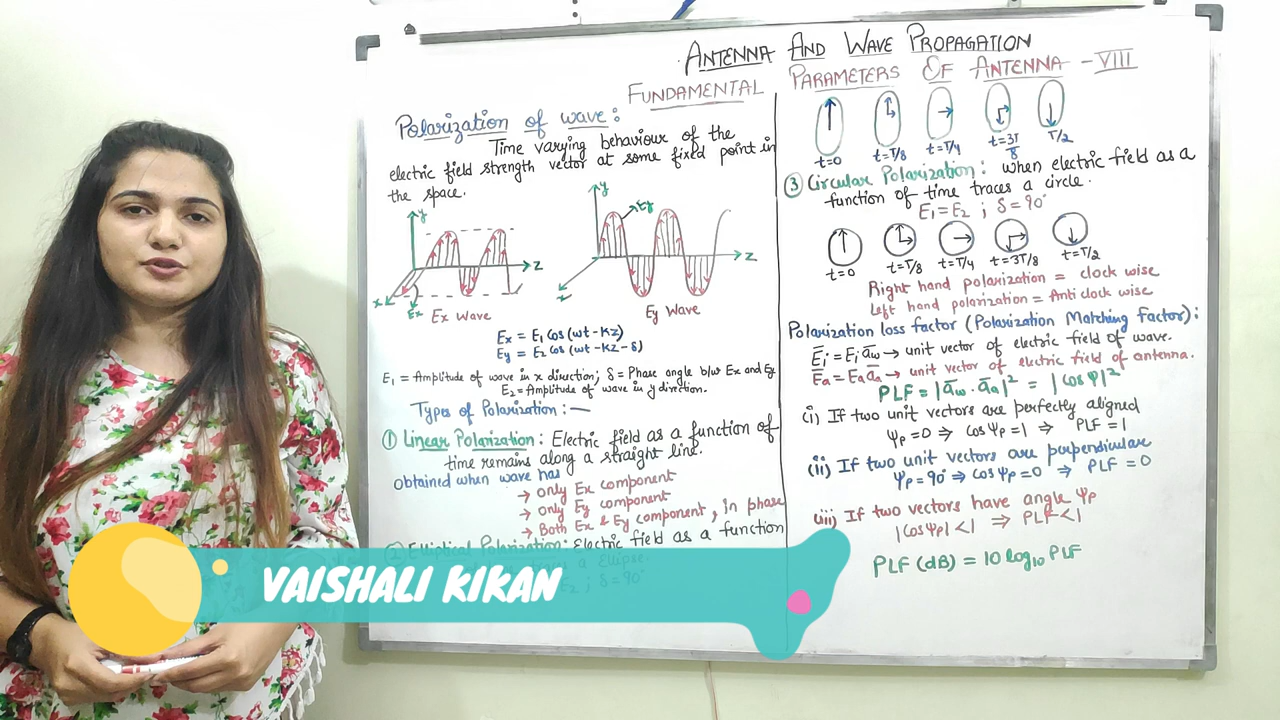 ANTENNA AND WAVE PROPAGATION
FUNDAMENTAL PARAMETERS OF ANTENNA - VIII
Polarization of wave:
Time varying behaviour of the
electric field strength vector at some fixed point in
the space.
y
x
Ex
z
Ex Wave
y
Ey
x
z
Ey Wave
Ex = E1 Cos (wt - KZ)
Ey = E2 cos (wt - KZ - δ)
E1 = Amplitude of wave in x direction; δ = Phase angle b/w Ex and Ey
E2 = Amplitude of wave in y direction.
Types of Polarization: —
① Linear Polarization: Electric field as a function of
time remains along a straight line.
obtained when wave has
→ only Ex component
→ only Ey component
→ Both Ex & Ey component, in phase
② Elliptical Polarization: Electric field as a function
a Ellipse.
E2 ; δ = 90°
t=0
t=T/8
t=T/4
t=3T/8
T/2
③ Circular Polarization: when electric field as a
function of time traces a circle.
E1 = E2 ; δ = 90°
t=0
t=T/8
t=T/4
t=3T/8
t=T/2
Right hand polarization = clock wise
Left hand polarization = Anti clock wise
Polarization loss factor (Polarization Matching Factor):
E̅i = Ei a̅w → unit vector of electric field of wave.
E̅a = Ea a̅a → unit vector of electric field of antenna.
PLF = |a̅w . a̅a|² = |cos ψ|²
(i) If two unit vectors are perfectly aligned
ψp = 0 ⇒ cos ψp = 1 ⇒ PLF = 1
(ii) If two unit vectors are perpendiculare
ψp = 90° ⇒ cos ψp = 0 ⇒ PLF = 0
(iii) If two vectors have angle ψp
|cos ψp| < 1 ⇒ PLF < 1
PLF (dB) = 10 log10 PLF
VAISHALI KIKAN